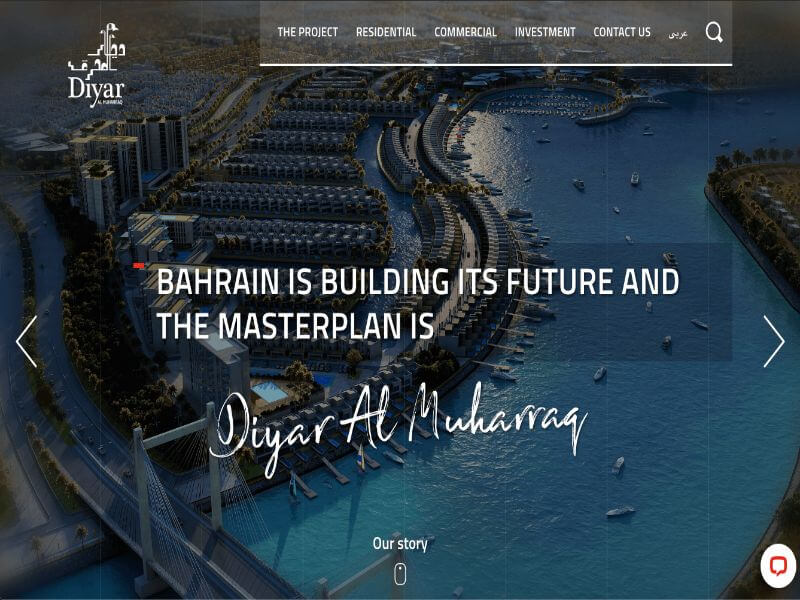 Diyar
AL MUHARRAQ
THE PROJECT RESIDENTIAL COMMERCIAL INVESTMENT CONTACT US عربى
BAHRAIN IS BUILDING ITS FUTURE AND
THE MASTERPLAN IS
Diyar Al Muharraq
Our story